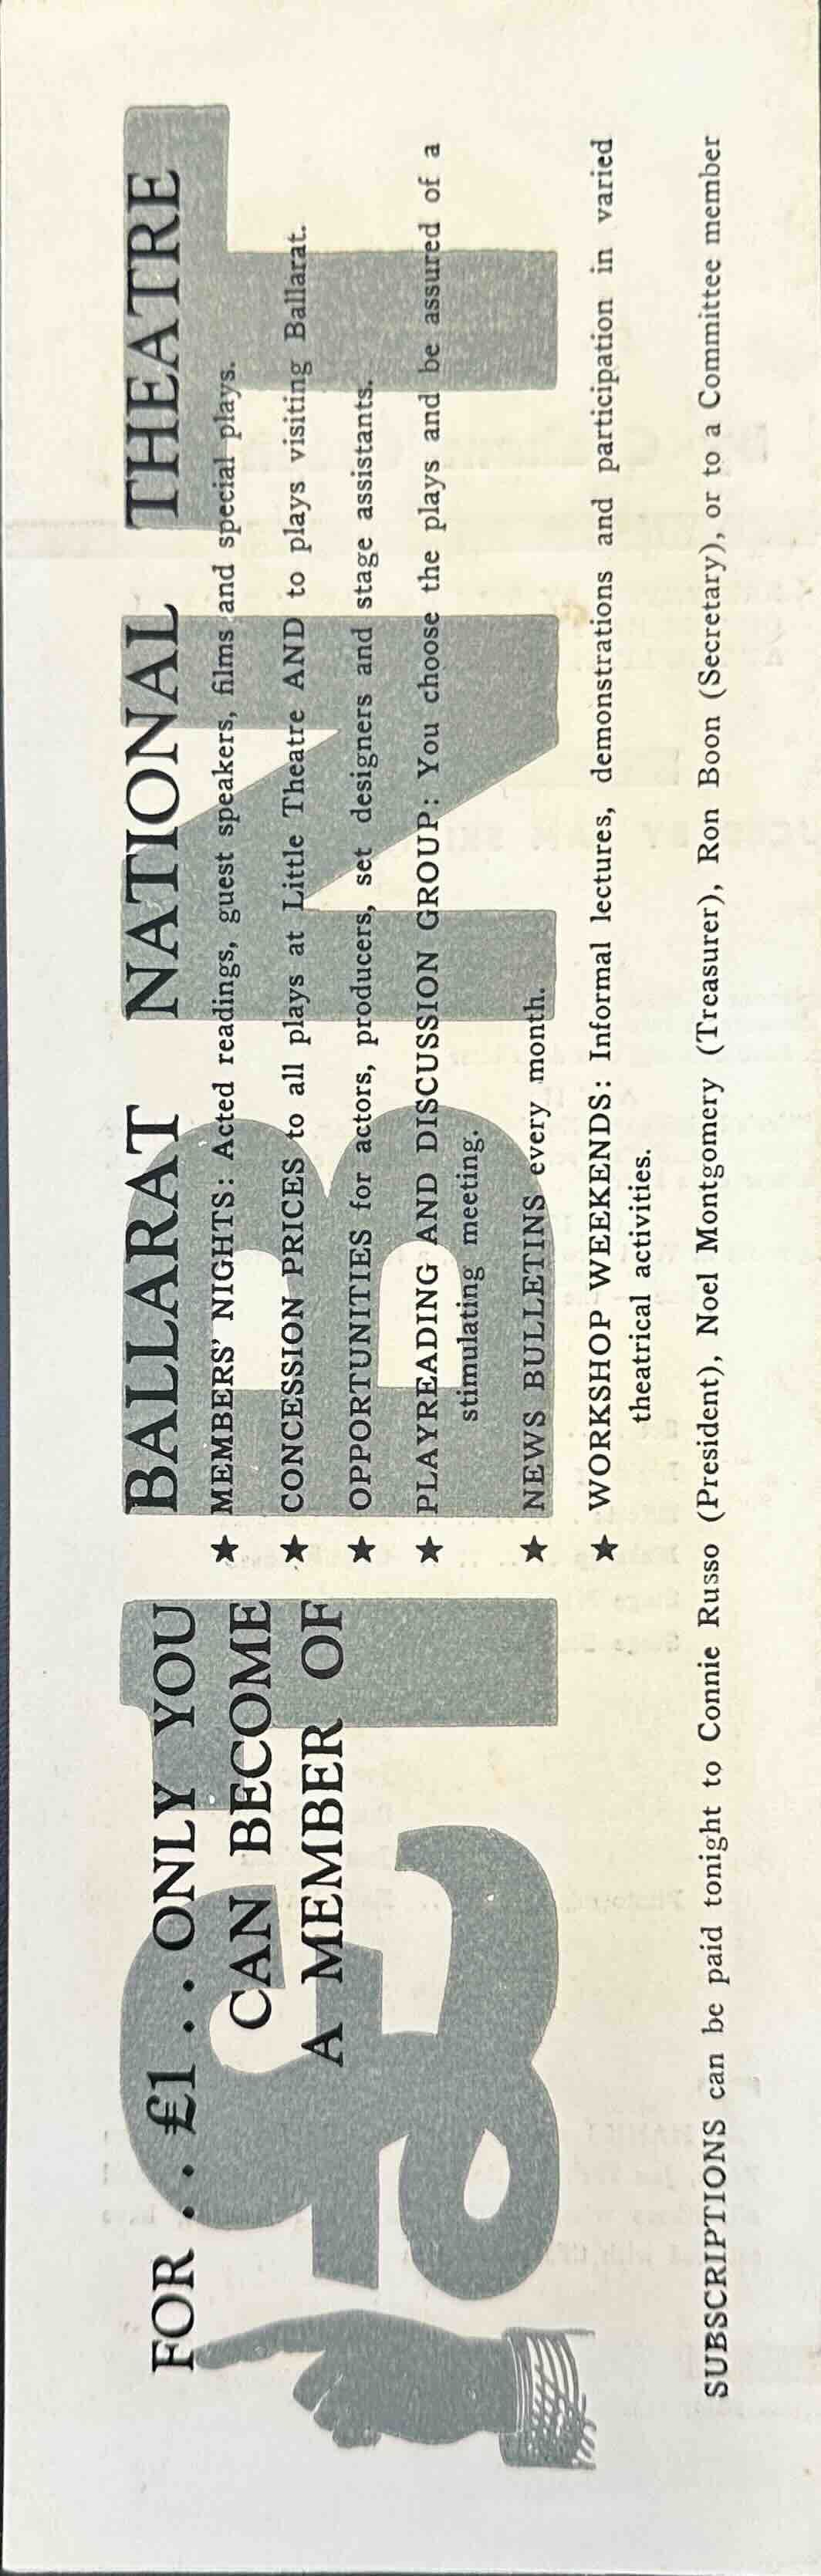 FOR . . £1 . . . ONLY YOU
CAN BECOME
A MEMBER OF
£1
BALLARAT NATIONAL THEATRE
BNT
★ MEMBERS' NIGHTS: Acted readings, guest speakers, films and special plays.
★ CONCESSION PRICES to all plays at Little Theatre AND to plays visiting Ballarat.
★ OPPORTUNITIES for actors, producers, set designers and stage assistants.
★ PLAYREADING AND DISCUSSION GROUP: You choose the plays and be assured of a
stimulating meeting.
★ NEWS BULLETINS every month.
★ WORKSHOP WEEKENDS: Informal lectures, demonstrations and participation in varied
theatrical activities.
SUBSCRIPTIONS can be paid tonight to Connie Russo (President), Noel Montgomery (Treasurer), Ron Boon (Secretary), or to a Committee member